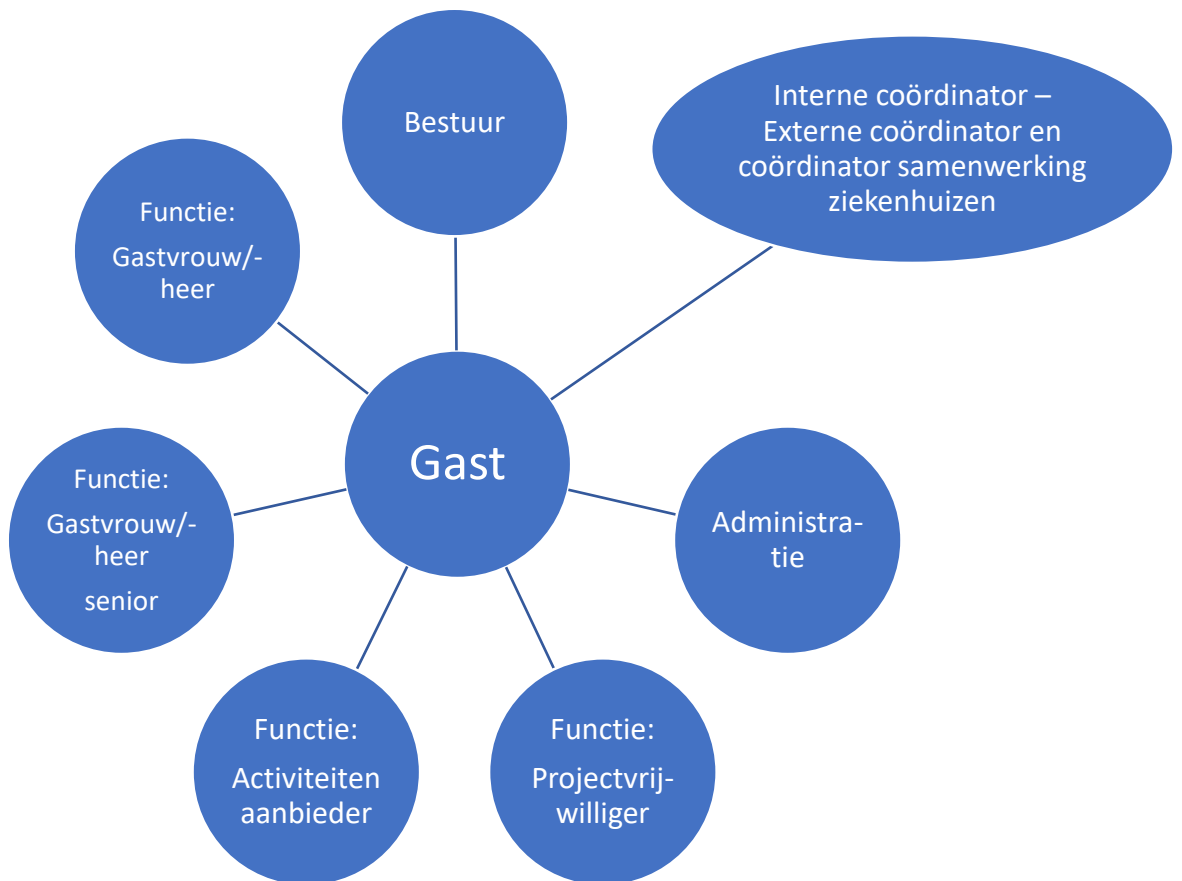 Bestuur
Interne coördinator –
Externe coördinator en
coördinator samenwerking
ziekenhuizen
Functie:
Gastvrouw/-
heer
Gast
Functie:
Gastvrouw/-
heer
senior
Administra-
tie
Functie:
Activiteiten
aanbieder
Functie:
Projectvrij-
williger